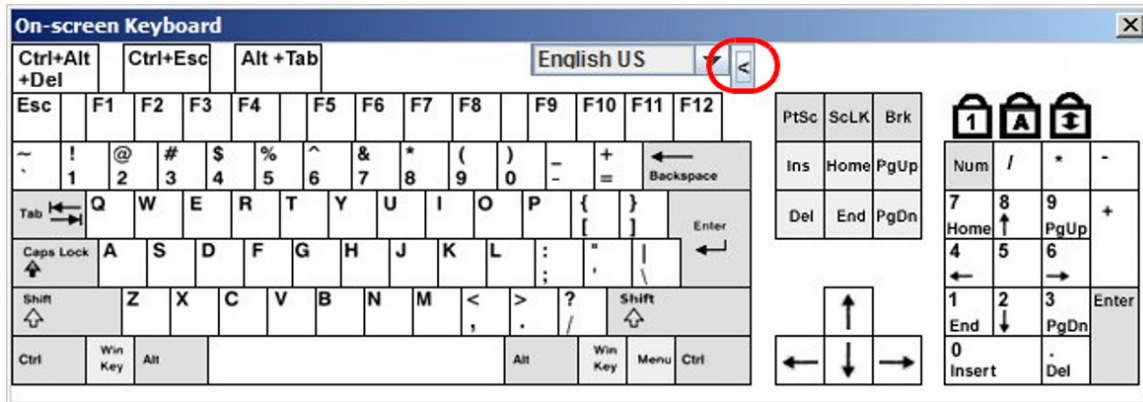 On-screen Keyboard X
Ctrl+Alt +Del Ctrl+Esc Alt +Tab English US <
Esc F1 F2 F3 F4 F5 F6 F7 F8 F9 F10 F11 F12 PtSc ScLK Brk 1 A
~ ` ! 1 @ 2 # 3 $ 4 % 5 ^ 6 & 7 * 8 ( 9 ) 0 _ - + = Backspace Ins Home PgUp Num / * -
Tab Q W E R T Y U I O P { [ } ] Enter Del End PgDn 7 Home 8 9 PgUp +
Caps Lock A S D F G H J K L : ; " ' | \ 4 5 6
Shift Z X C V B N M < , > . ? / Shift 1 End 2 3 PgDn Enter
Ctrl Win Key Alt Alt Win Key Menu Ctrl 0 Insert . Del